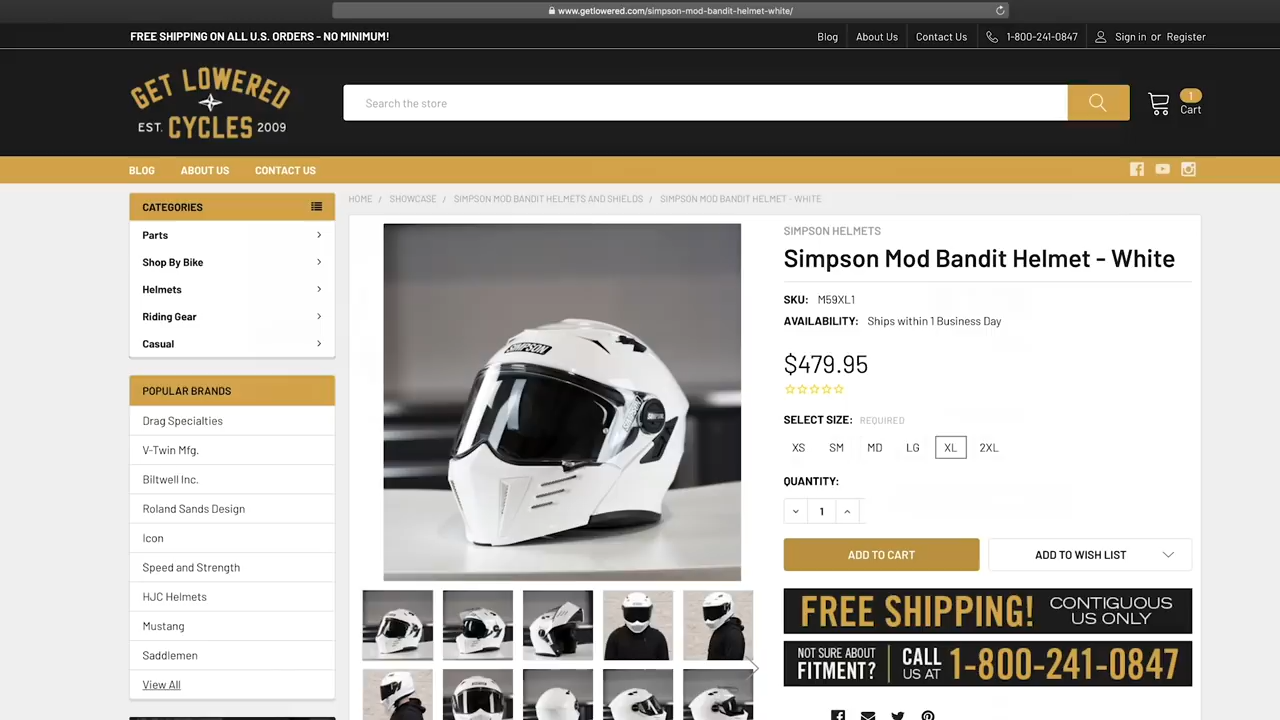 www.getlowered.com/simpson-mod-bandit-helmet-white/
FREE SHIPPING ON ALL U.S. ORDERS - NO MINIMUM!
Blog
About Us
Contact Us
1-800-241-0847
Sign in or Register
GET LOWERED
EST. CYCLES 2009
Search the store
1
Cart
BLOG
ABOUT US
CONTACT US
CATEGORIES
Parts
Shop By Bike
Helmets
Riding Gear
Casual
POPULAR BRANDS
Drag Specialties
V-Twin Mfg.
Biltwell Inc.
Roland Sands Design
Icon
Speed and Strength
HJC Helmets
Mustang
Saddlemen
View All
HOME / SHOWCASE / SIMPSON MOD BANDIT HELMETS AND SHIELDS / SIMPSON MOD BANDIT HELMET - WHITE
SIMPSON
SIMPSON HELMETS
Simpson Mod Bandit Helmet - White
SKU: M59XL1
AVAILABILITY: Ships within 1 Business Day
$479.95
SELECT SIZE: REQUIRED
XS SM MD LG XL 2XL
QUANTITY:
1
ADD TO CART
ADD TO WISH LIST
FREE SHIPPING! CONTIGUOUS
US ONLY
NOT SURE ABOUT
FITMENT?
CALL
US AT 1-800-241-0847